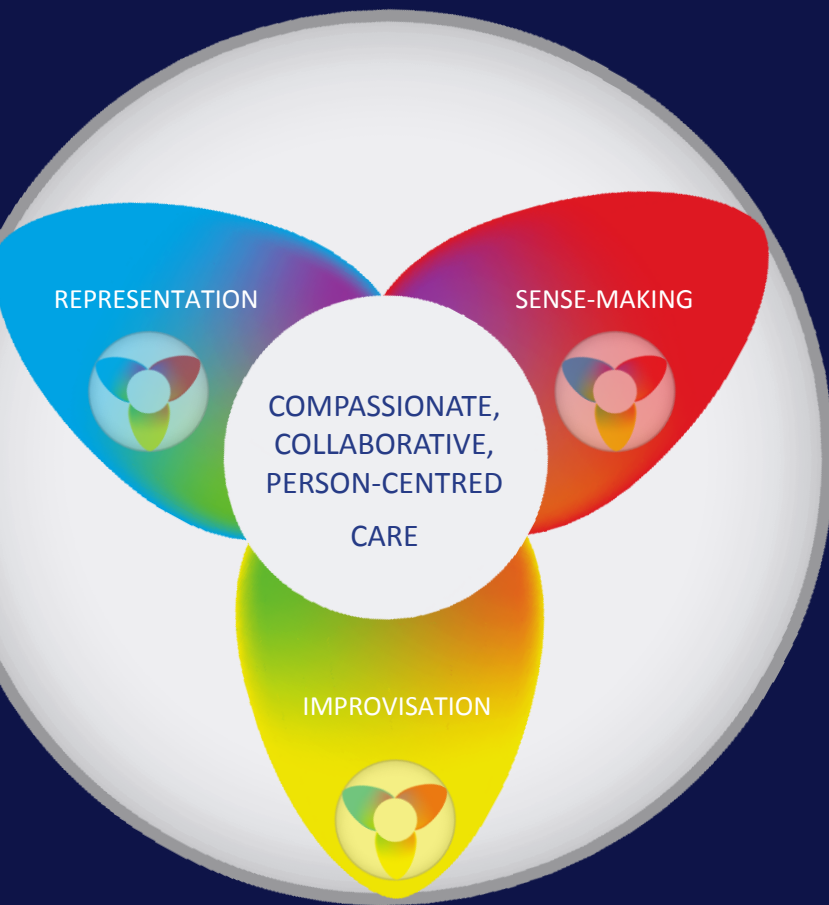 REPRESENTATION
SENSE-MAKING
COMPASSIONATE,
COLLABORATIVE,
PERSON-CENTRED
CARE
IMPROVISATION